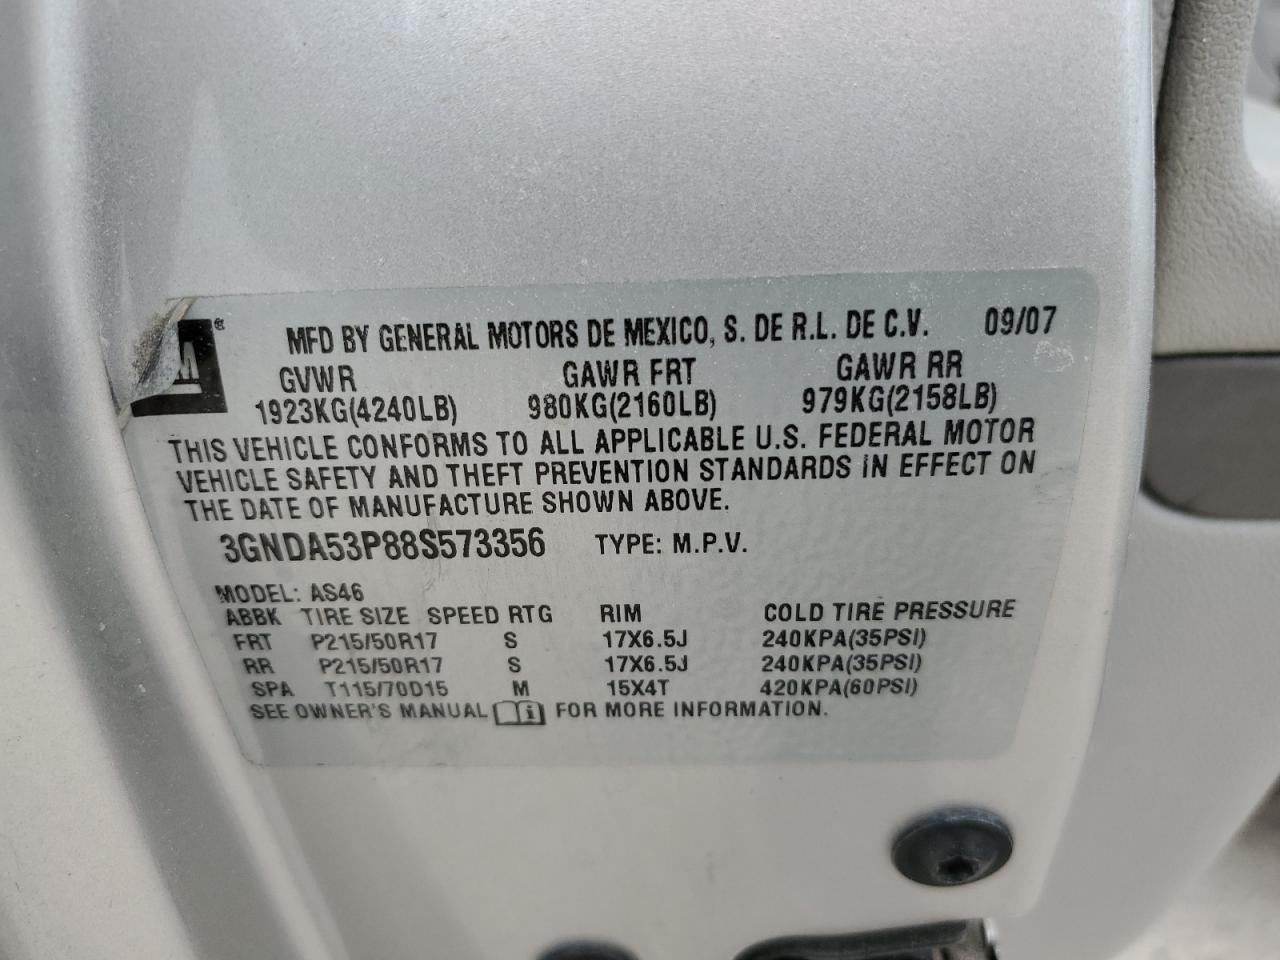 M ®
MFD BY GENERAL MOTORS DE MEXICO, S. DE R.L. DE C.V. 09/07
GVWR GAWR FRT GAWR RR
1923KG(4240LB) 980KG(2160LB) 979KG(2158LB)
THIS VEHICLE CONFORMS TO ALL APPLICABLE U.S. FEDERAL MOTOR
VEHICLE SAFETY AND THEFT PREVENTION STANDARDS IN EFFECT ON
THE DATE OF MANUFACTURE SHOWN ABOVE.
3GNDA53P88S573356 TYPE: M.P.V.
MODEL: AS46
ABBK TIRE SIZE SPEED RTG RIM COLD TIRE PRESSURE
FRT P215/50R17 S 17X6.5J 240KPA(35PSI)
RR P215/50R17 S 17X6.5J 240KPA(35PSI)
SPA T115/70D15 M 15X4T 420KPA(60PSI)
SEE OWNER'S MANUAL i FOR MORE INFORMATION.